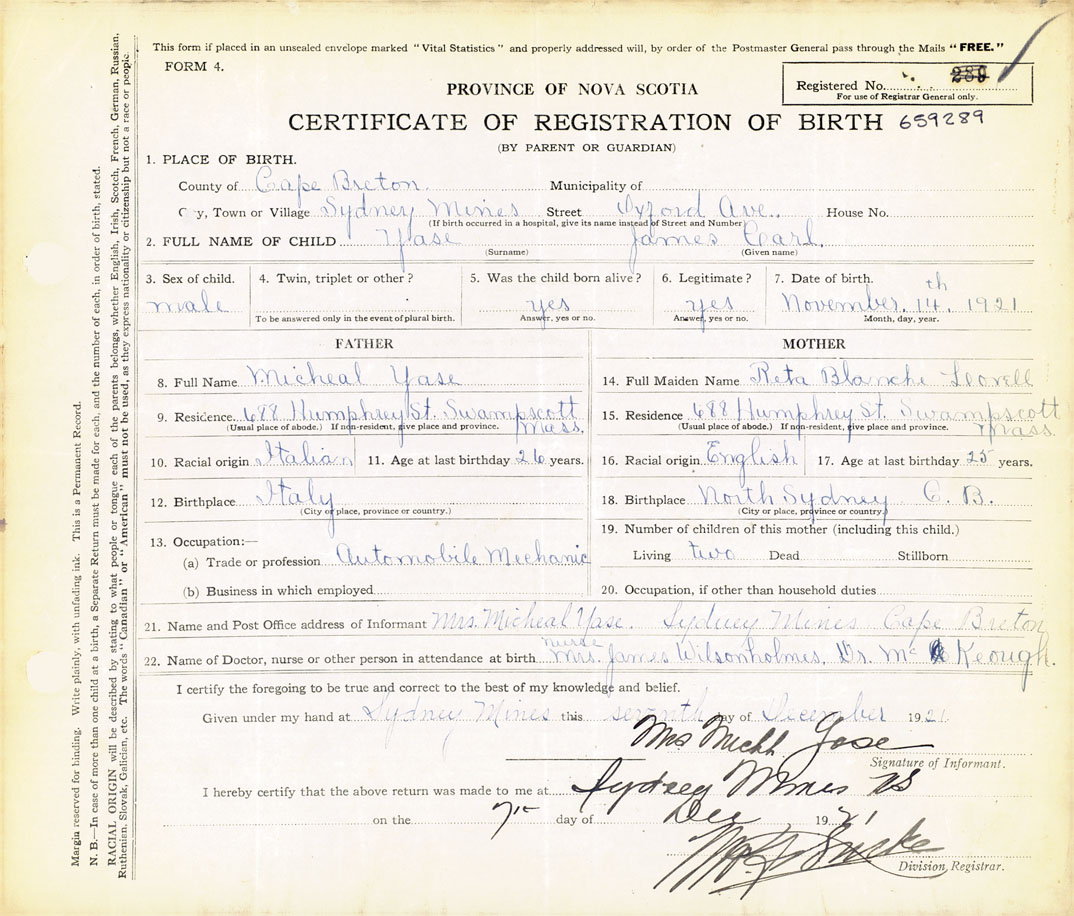 This form if placed in an unsealed envelope marked "Vital Statistics" and properly addressed will, by order of the Postmaster General pass through the Mails "FREE."
FORM 4.
Registered No. 289
For use of Registrar General only.
PROVINCE OF NOVA SCOTIA
CERTIFICATE OF REGISTRATION OF BIRTH 659289
(BY PARENT OR GUARDIAN)
1. PLACE OF BIRTH.
County of Cape Breton Municipality of
City, Town or Village Sydney Mines Street Oxford Ave. House No.
(If birth occurred in a hospital, give its name instead of Street and Number)
2. FULL NAME OF CHILD Yase James Earl,
(Surname) (Given name)
3. Sex of child. 4. Twin, triplet or other? 5. Was the child born alive? 6. Legitimate? 7. Date of birth.
male yes yes November 14th, 1921
To be answered only in the event of plural birth. Answer, yes or no. Answer, yes or no. Month, day, year.
FATHER MOTHER
8. Full Name Micheal Yase 14. Full Maiden Name Reta Blanche
9. Residence 688 Humphrey St. Swampscott Mass. 15. Residence 688 Humphrey St. Swampscott Mass
(Usual place of abode.) If non-resident, give place and province. (Usual place of abode.) If non-resident, give place and province.
10. Racial origin Italian 11. Age at last birthday 26 years. 16. Racial origin English 17. Age at last birthday 25 years.
12. Birthplace Italy 18. Birthplace North Sydney C. B.
(City or place, province or country.) (City or place, province or country.)
13. Occupation:— 19. Number of children of this mother (including this child.)
(a) Trade or profession Automobile Mechanic Living two Dead Stillborn
(b) Business in which employed 20. Occupation, if other than household duties
21. Name and Post Office address of Informant Mrs. Micheal Yase. Sydney Mines Cape Breton
22. Name of Doctor, nurse or other person in attendance at birth nurse Mrs. James Wilsonholmes, Dr. Mc Keough.
I certify the foregoing to be true and correct to the best of my knowledge and belief.
Given under my hand at Sydney Mines this seventh day of December 1921.
Mrs Michl Yase
Signature of Informant.
I hereby certify that the above return was made to me at Sydney Mines NS
on the 7th day of Dec 1921
Division Registrar.
Margin reserved for binding. Write plainly, with unfading ink. This is a Permanent Record.
N. B.—In case of more than one child at a birth, a Separate Return must be made for each, and the number of each, in order of birth, stated.
RACIAL ORIGIN will be described by stating to what people or tongue each of the parents belongs, whether English, Irish, Scotch, French, German, Russian,
Ruthenian, Slovak, Galician, etc. The words "Canadian" or "American" must not be used, as they express nationality or citizenship but not a race or people.